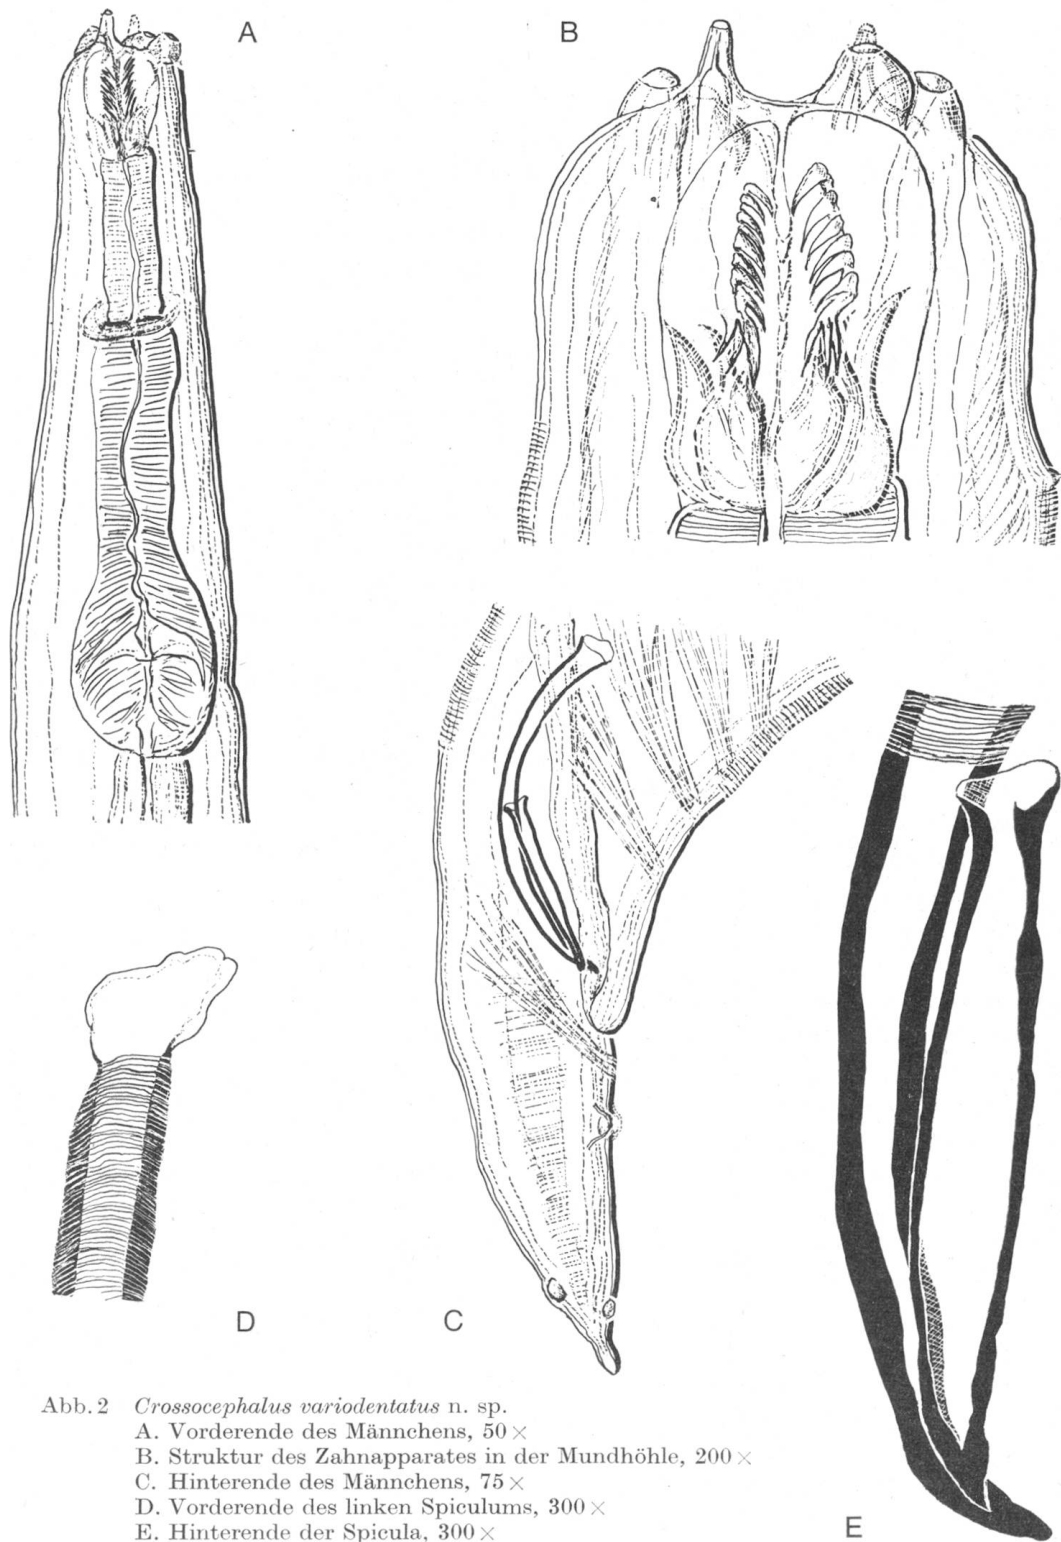 A
B
D
C
E
Abb. 2 Crossocephalus variodentatus n. sp.
A. Vorderende des Männchens, 50×
B. Struktur des Zahnapparates in der Mundhöhle, 200×
C. Hinterende des Männchens, 75×
D. Vorderende des linken Spiculums, 300×
E. Hinterende der Spicula, 300×